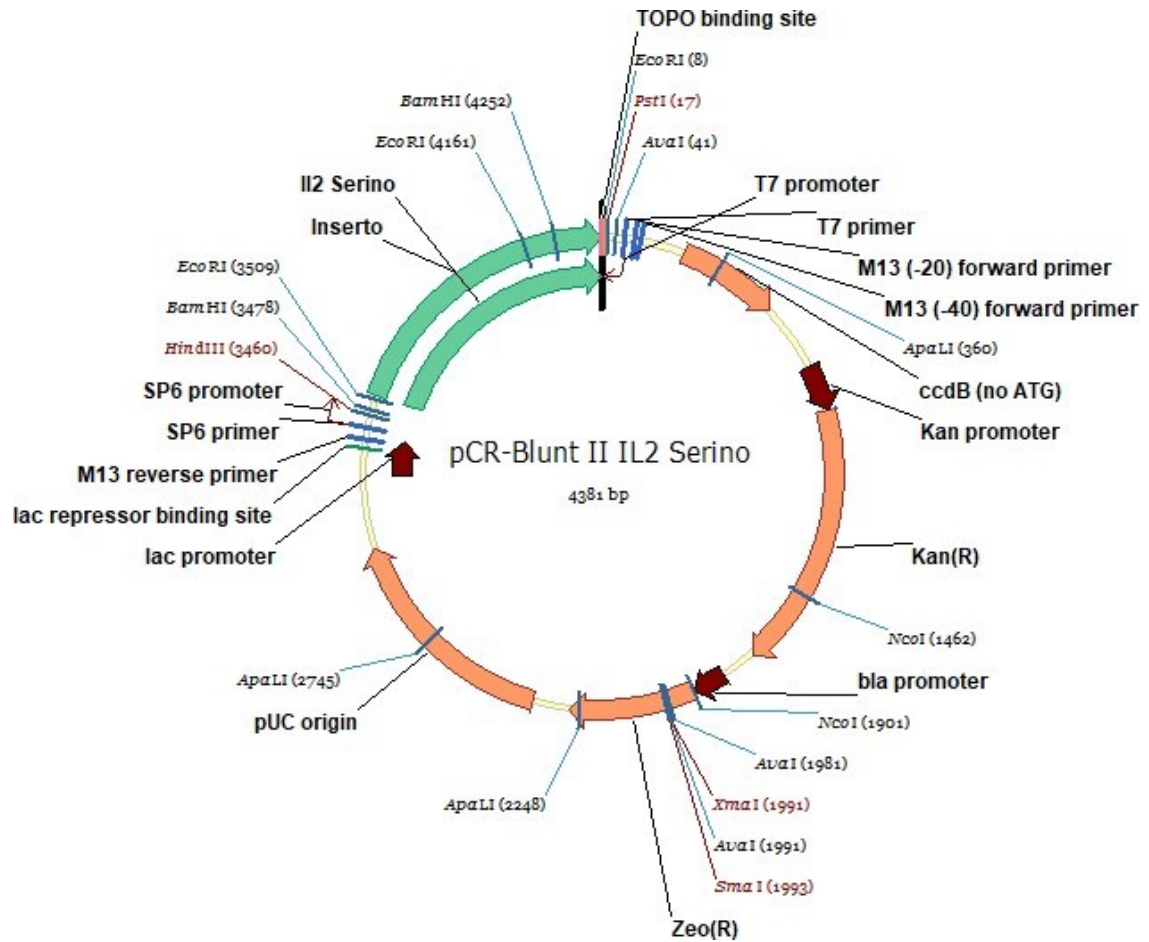 TOPO binding site
EcoRI (8)
BamHI (4252)
PstI (17)
EcoRI (4161)
AvaI (41)
Il2 Serino
T7 promoter
Inserto
T7 primer
EcoRI (3509)
M13 (-20) forward primer
BamHI (3478)
M13 (-40) forward primer
HindIII (3460)
ApaLI (360)
SP6 promoter
ccdB (no ATG)
SP6 primer
Kan promoter
M13 reverse primer
pCR-Blunt II IL2 Serino
4381 bp
lac repressor binding site
lac promoter
Kan(R)
NcoI (1462)
ApaLI (2745)
bla promoter
pUC origin
NcoI (1901)
AvaI (1981)
ApaLI (2248)
XmaI (1991)
AvaI (1991)
SmaI (1993)
Zeo(R)